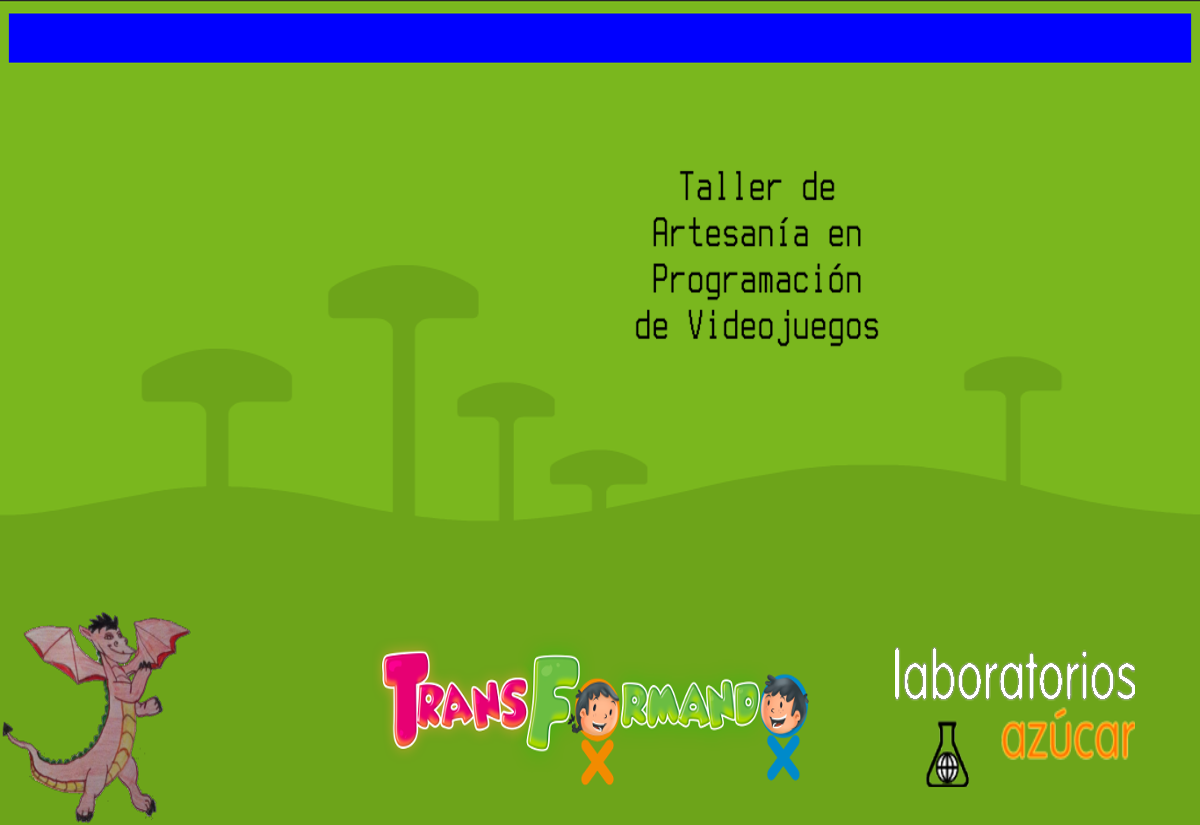 Taller de
Artesanía en
Programación
de Videojuegos
TRANSFORMANDO
laboratorios
azúcar